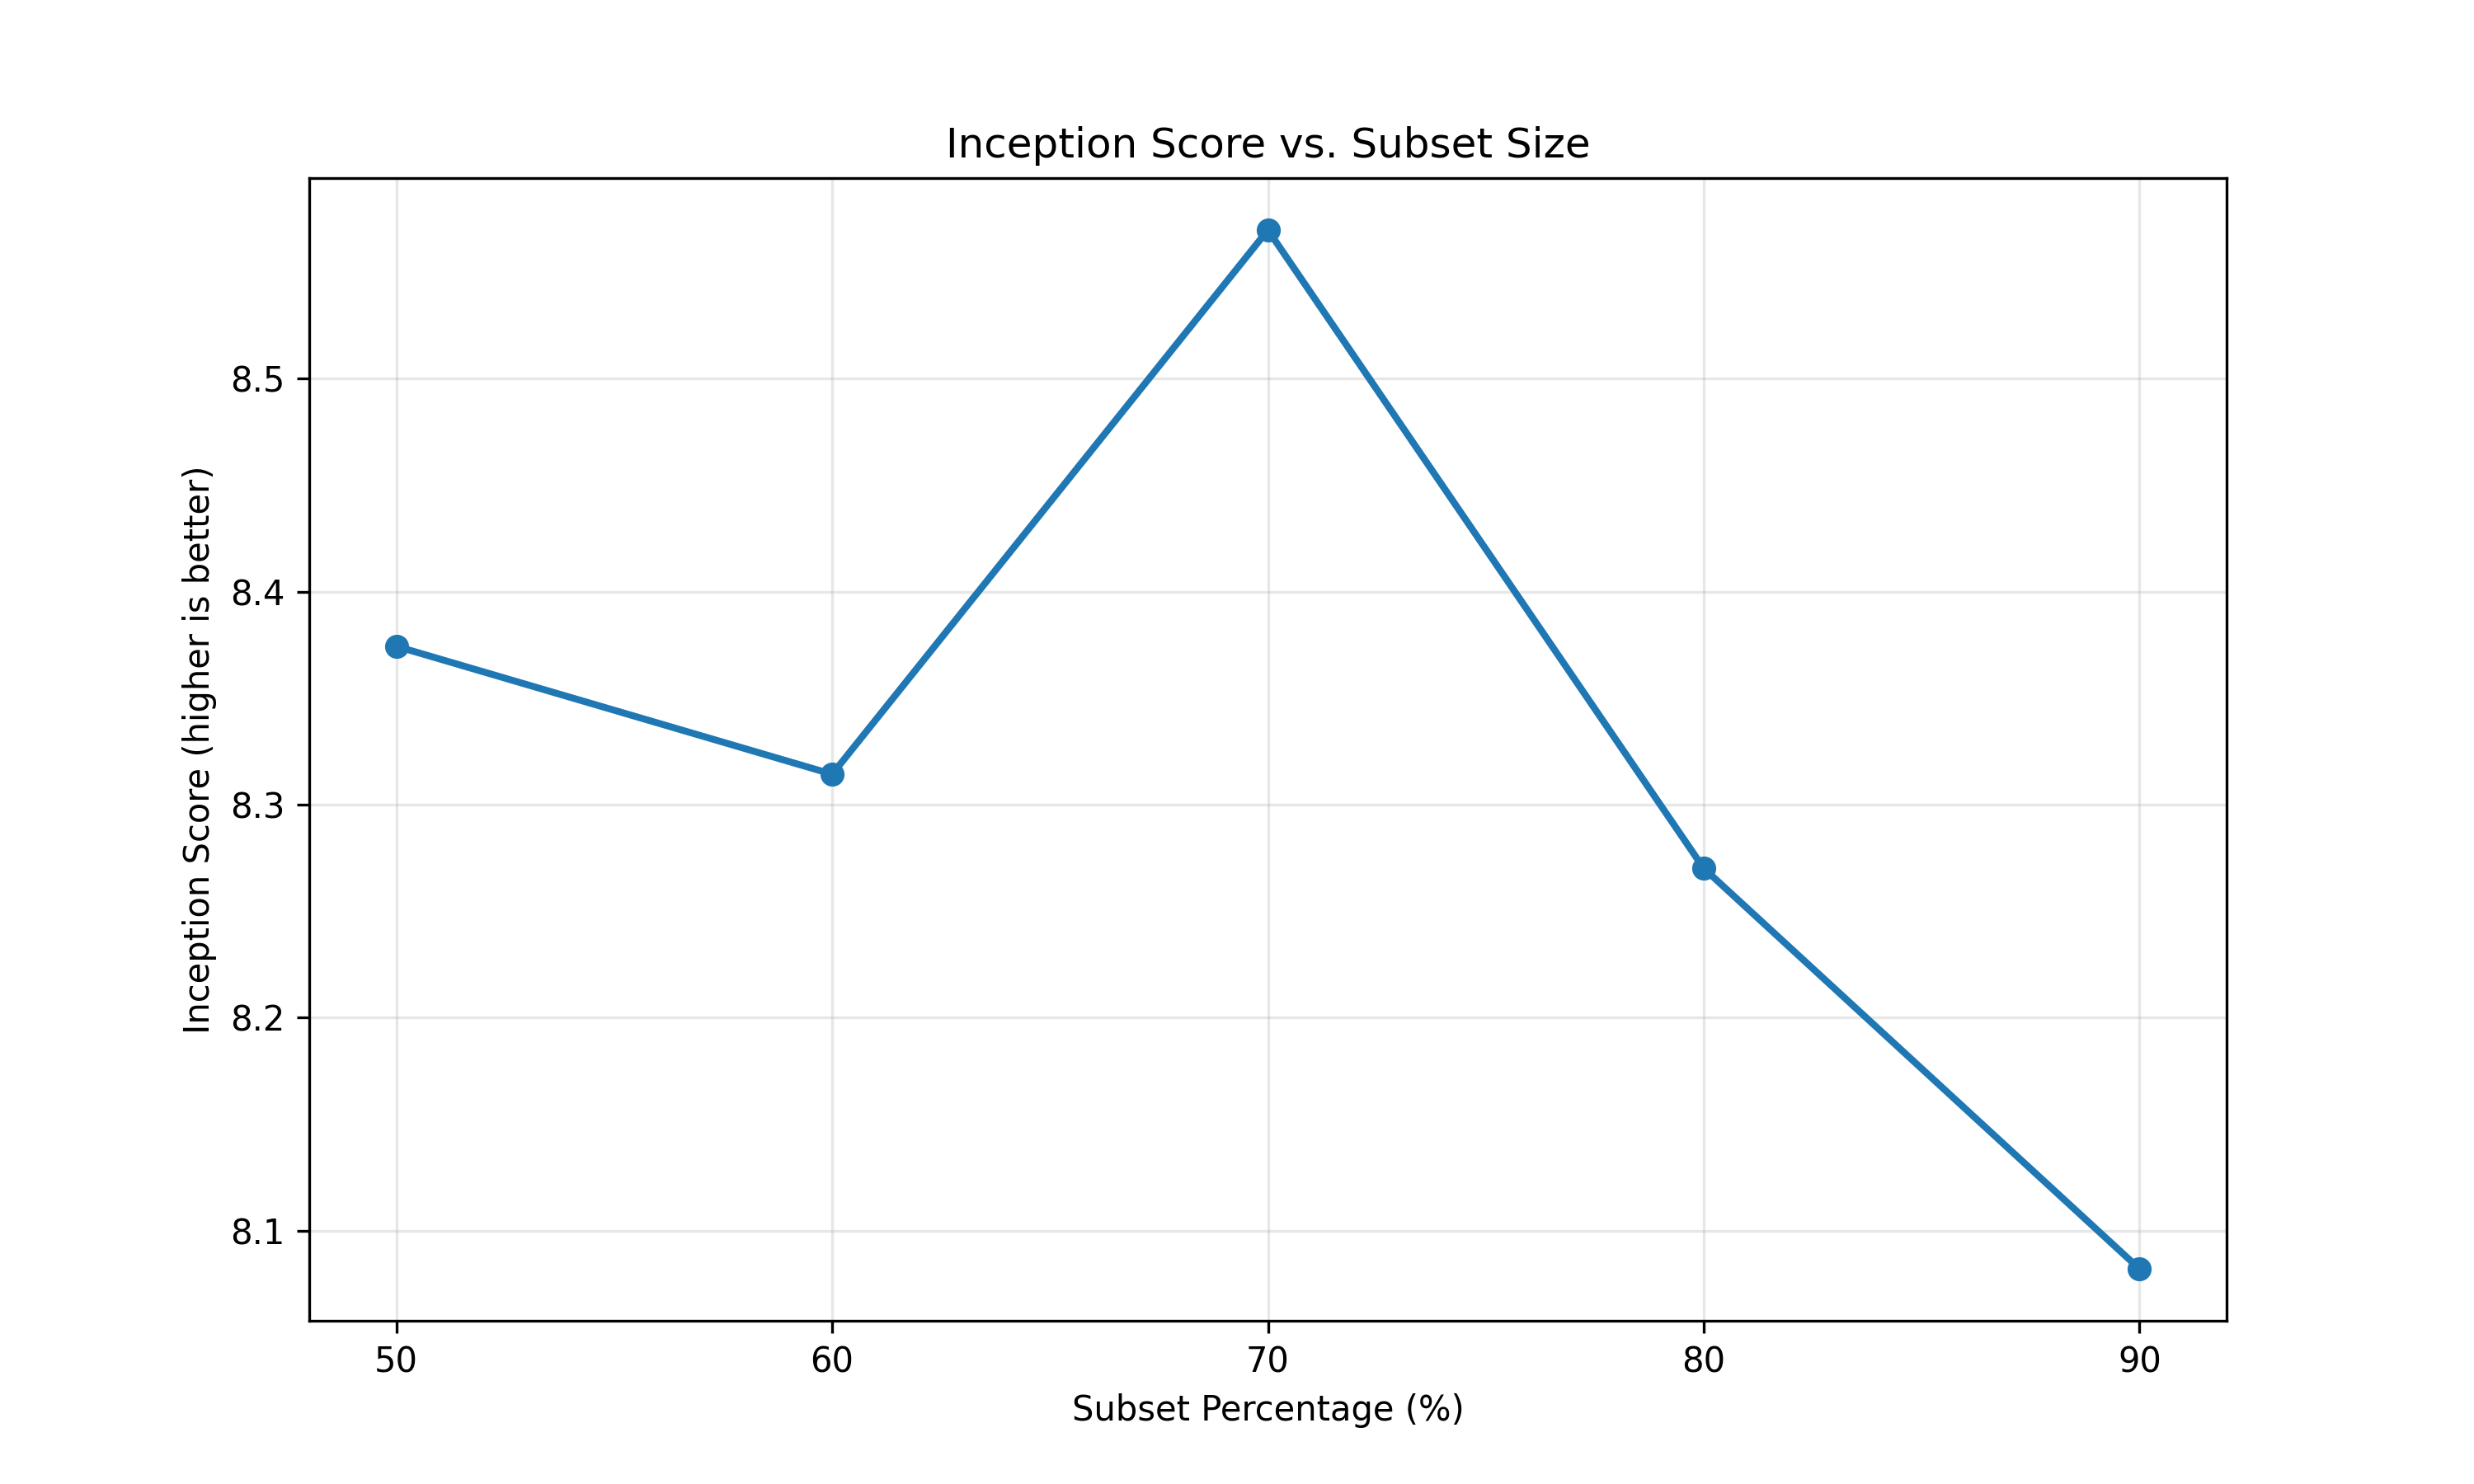 Inception Score vs. Subset Size
Inception Score (higher is better)
8.5
8.4
8.3
8.2
8.1
50 60 70 80 90
Subset Percentage (%)